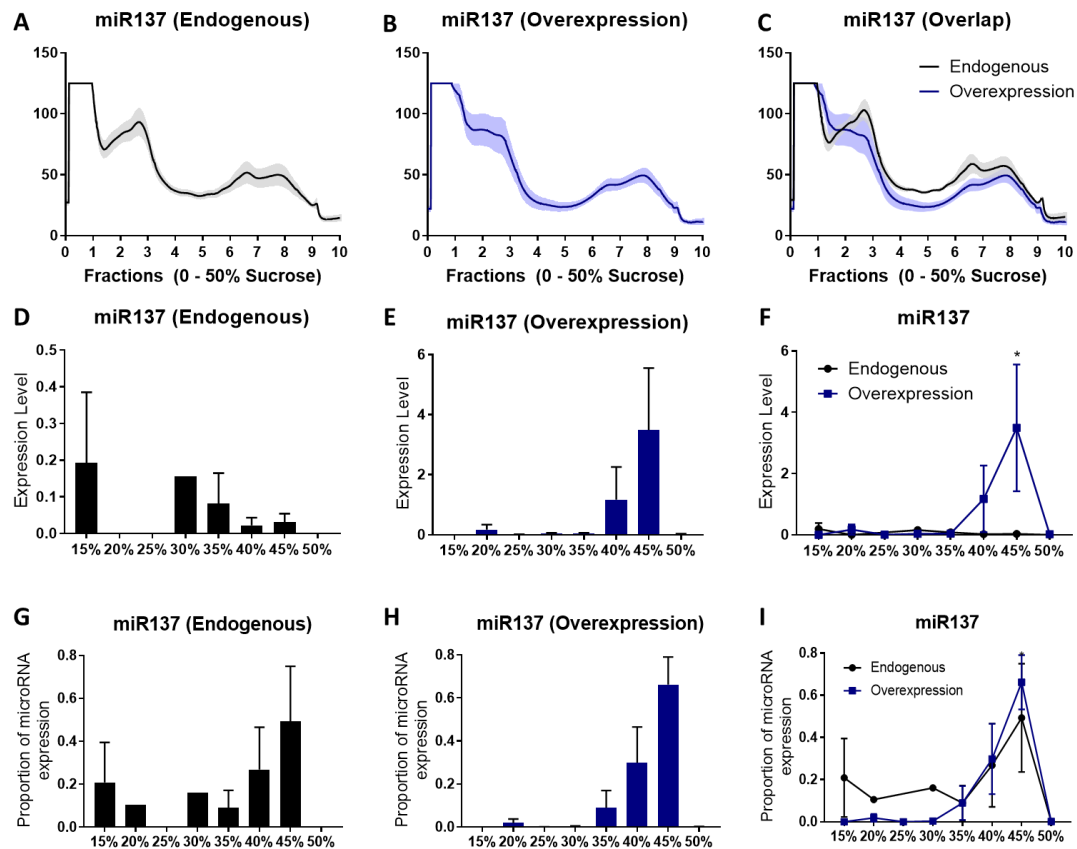 A
miR137 (Endogenous)
150
100
50
0
0 1 2 3 4 5 6 7 8 9 10
Fractions (0 - 50% Sucrose)
B
miR137 (Overexpression)
150
100
50
0
0 1 2 3 4 5 6 7 8 9 10
Fractions (0 - 50% Sucrose)
C
miR137 (Overlap)
Endogenous
Overexpression
150
100
50
0
0 1 2 3 4 5 6 7 8 9 10
Fractions (0 - 50% Sucrose)
D
miR137 (Endogenous)
Expression Level
0.5
0.4
0.3
0.2
0.1
0.0
15% 20% 25% 30% 35% 40% 45% 50%
E
miR137 (Overexpression)
Expression Level
6
4
2
0
15% 20% 25% 30% 35% 40% 45% 50%
F
miR137
Endogenous
Overexpression
*
Expression Level
6
4
2
0
15% 20% 25% 30% 35% 40% 45% 50%
G
miR137 (Endogenous)
Proportion of microRNA
expression
0.8
0.6
0.4
0.2
0.0
15% 20% 25% 30% 35% 40% 45% 50%
H
miR137 (Overexpression)
Proportion of microRNA
expression
0.8
0.6
0.4
0.2
0.0
15% 20% 25% 30% 35% 40% 45% 50%
I
miR137
Endogenous
Overexpression
Proportion of microRNA
expression
0.8
0.6
0.4
0.2
0.0
15% 20% 25% 30% 35% 40% 45% 50%